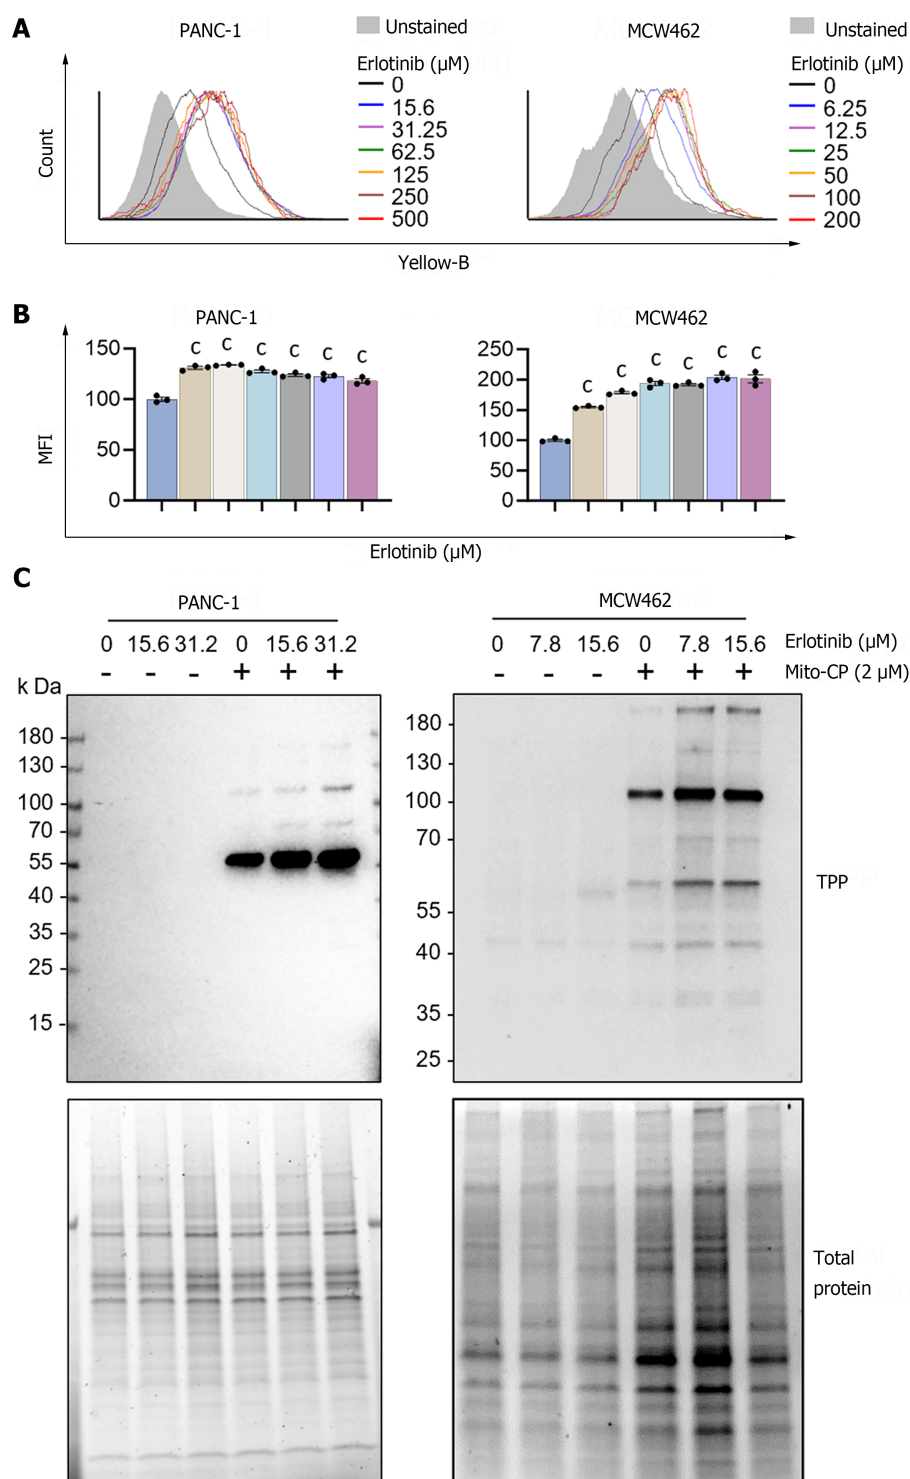 A
PANC-1
Unstained
Erlotinib (µM)
0
15.6
31.25
62.5
125
250
500
MCW462
Unstained
Erlotinib (µM)
0
6.25
12.5
25
50
100
200
Count
Yellow-B
B
PANC-1
150
100
50
0
c c c c c c
MCW462
250
200
150
100
50
0
c c c c c c
MFI
Erlotinib (µM)
C
PANC-1
0 15.6 31.2 0 15.6 31.2
- - - + + +
MCW462
0 7.8 15.6 0 7.8 15.6 Erlotinib (µM)
- - - + + + Mito-CP (2 µM)
k Da
180
130
100
70
55
40
35
25
15
180
130
100
70
55
40
35
25
TPP
Total
protein